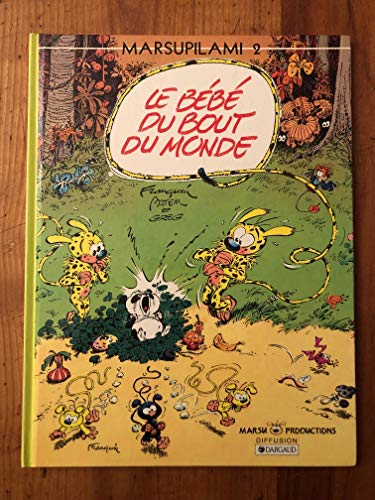 MARSUPILAMI 2
LE BÉBÉ
DU BOUT
DU MONDE
Franquin
BATEM
GREG
Franquin
MARSU PRODUCTIONS
DIFFUSION
DARGAUD